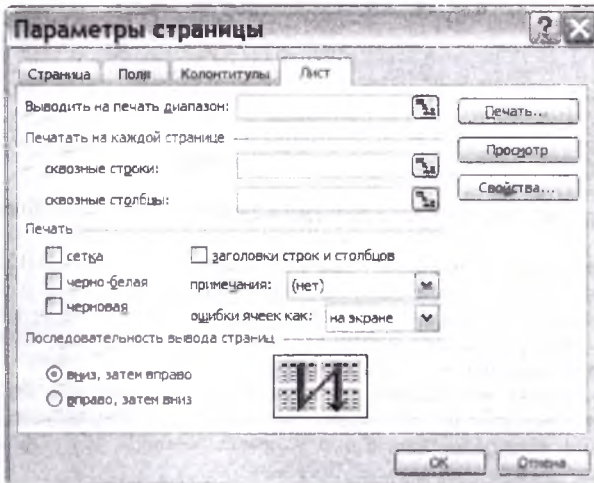 Параметры страницы
Страница Поля Колонтитулы Лист
Выводить на печать диапазон:
Печать...
Печатать на каждой странице
Просмотр
сквозные строки:
Свойства...
сквозные столбцы:
Печать
сетка
заголовки строк и столбцов
черно-белая
примечания: (нет)
черновая
ошибки ячеек как: на экране
Последовательность вывода страниц
вниз, затем вправо
вправо, затем вниз
ОК Отмена